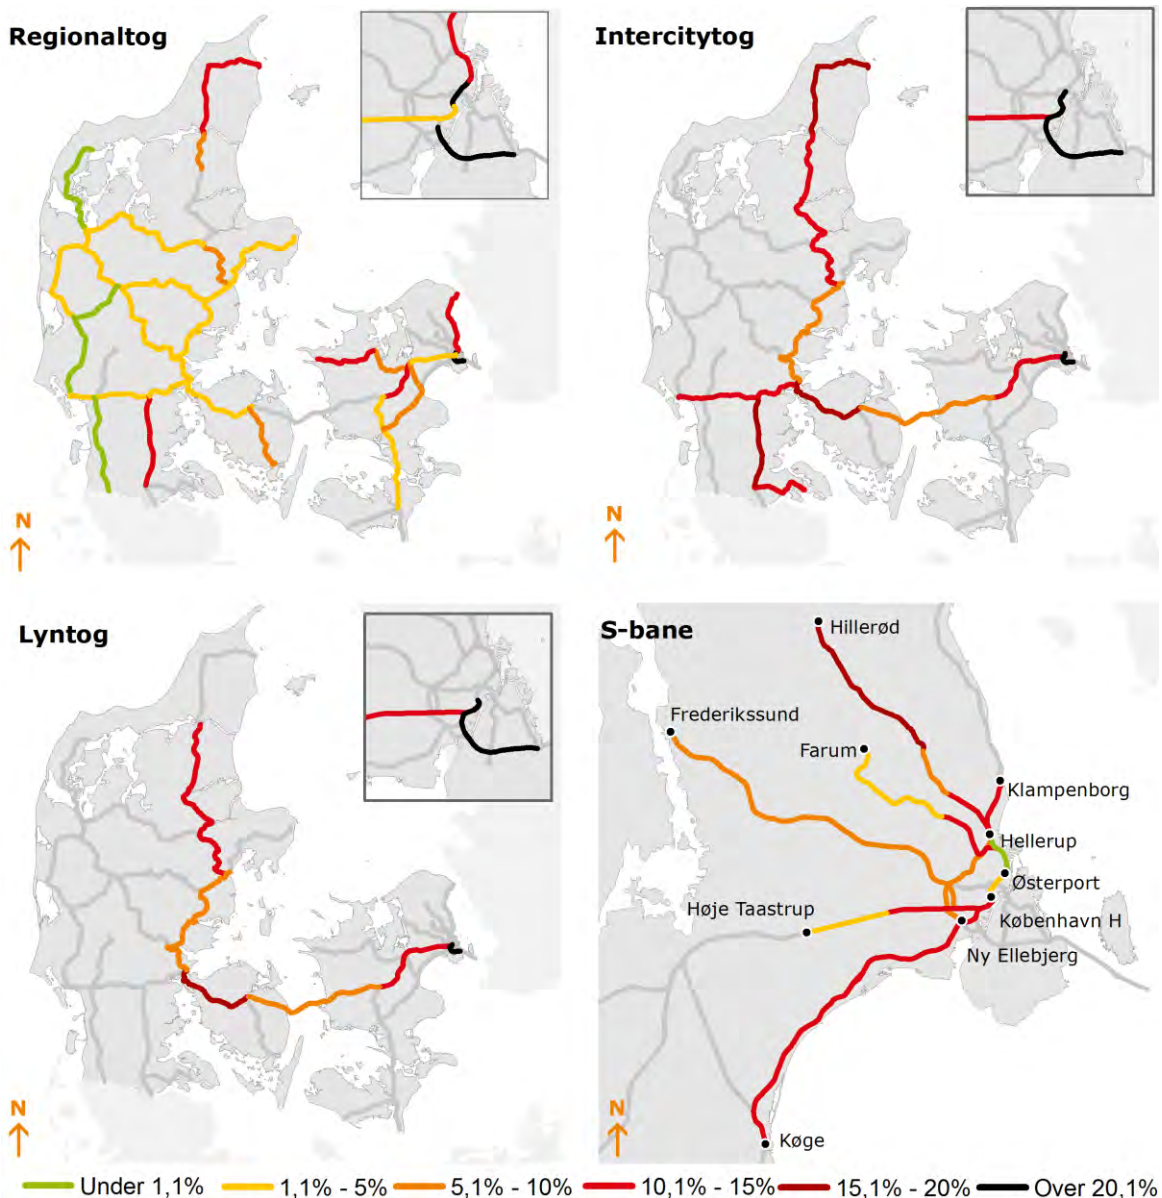 Regionaltog
Intercitytog
N
N
Lyntog
S-bane
Hillerød
Frederikssund
Farum
Klampenborg
Hellerup
Østerport
Høje Taastrup
København H
Ny Ellebjerg
N
N
Køge
Under 1,1% 1,1% - 5% 5,1% - 10% 10,1% - 15% 15,1% - 20% Over 20.1%